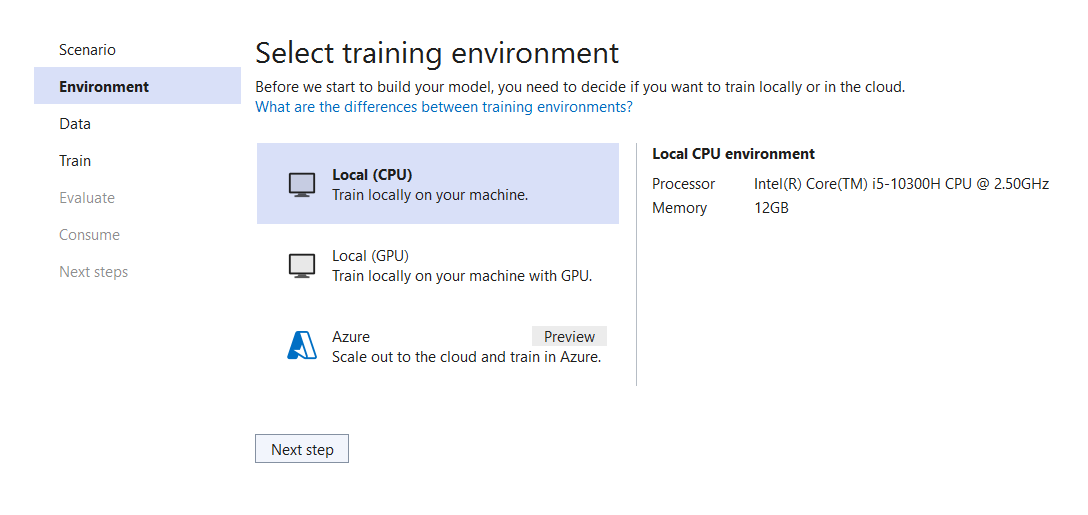 Scenario
Environment
Data
Train
Evaluate
Consume
Next steps
Select training environment
Before we start to build your model, you need to decide if you want to train locally or in the cloud.
What are the differences between training environments?
Local (CPU)
Train locally on your machine.
Local (GPU)
Train locally on your machine with GPU.
Azure Preview
Scale out to the cloud and train in Azure.
Local CPU environment
Processor Intel(R) Core(TM) i5-10300H CPU @ 2.50GHz
Memory 12GB
Next step